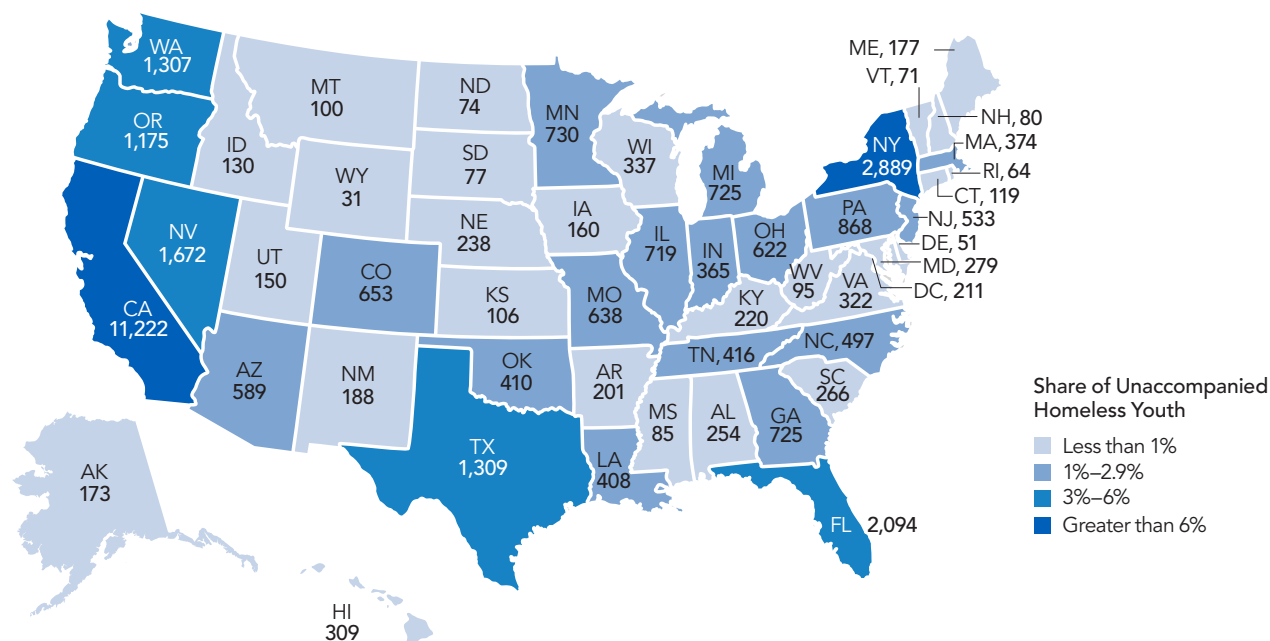 WA
1,307
OR
1,175
CA
11,222
NV
1,672
ID
130
MT
100
WY
31
UT
150
CO
653
AZ
589
NM
188
ND
74
SD
77
NE
238
KS
106
OK
410
TX
1,309
MN
730
IA
160
MO
638
AR
201
LA
408
WI
337
IL
719
MI
725
IN
365
OH
622
KY
220
TN, 416
MS
85
AL
254
GA
725
FL 2,094
SC
266
NC, 497
VA
322
WV
95
PA
868
NY
2,889
ME, 177
VT, 71
NH, 80
MA, 374
RI, 64
CT, 119
NJ, 533
DE, 51
MD, 279
DC, 211
AK
173
HI
309
Share of Unaccompanied
Homeless Youth
Less than 1%
1%–2.9%
3%–6%
Greater than 6%